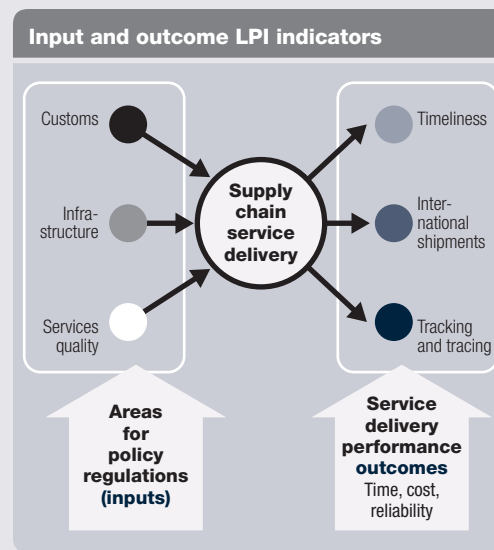 Input and outcome LPI indicators
Customs
Infra-
structure
Services
quality
Supply
chain
service
delivery
Timeliness
Inter-
national
shipments
Tracking
and tracing
Areas
for
policy
regulations
(inputs)
Service
delivery
performance
outcomes
Time, cost,
reliability